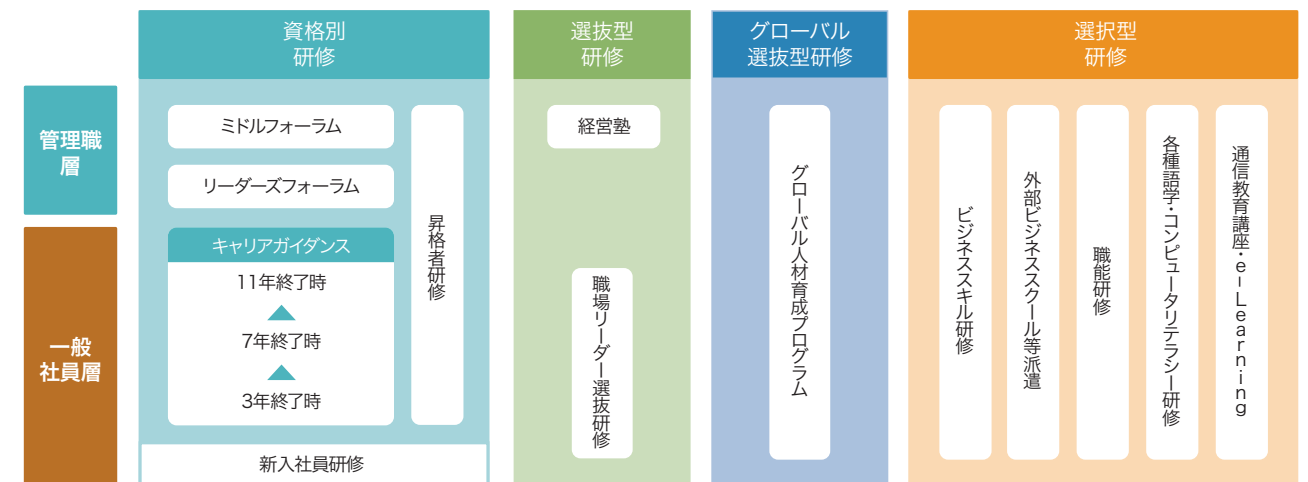 資格別
研修
選抜型
研修
グローバル
選抜型研修
選択型
研修
管理職
層
一般
社員層
ミドルフォーラム
リーダーズフォーラム
キャリアガイダンス
11年終了時
7年終了時
3年終了時
昇格者研修
新入社員研修
経営塾
職場リーダー選抜研修
グローバル人材育成プログラム
ビジネススキル研修
外部ビジネススクール等派遣
職能研修
各種語学・コンピュータリテラシー研修
通信教育講座・e-Learning